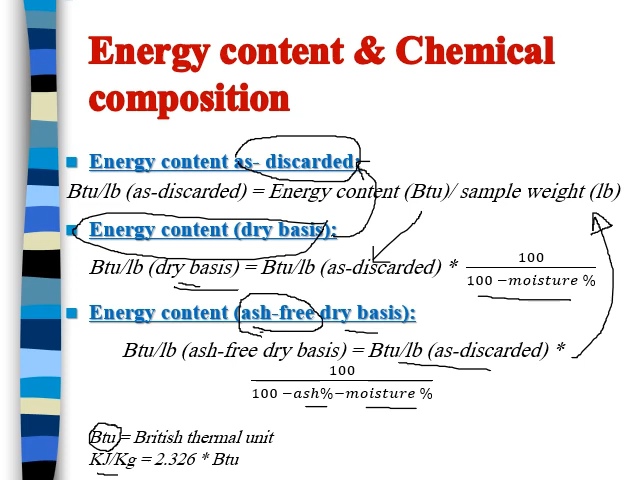 Energy content & Chemical
composition
Energy content as- discarded:
Btu/lb (as-discarded) = Energy content (Btu)/ sample weight (lb)
Energy content (dry basis):
Btu/lb (dry basis) = Btu/lb (as-discarded) * 100 / 100 −moisture %
Energy content (ash-free dry basis):
Btu/lb (ash-free dry basis) = Btu/lb (as-discarded) *
100
100 −ash%−moisture %
Btu = British thermal unit
KJ/Kg = 2.326 * Btu